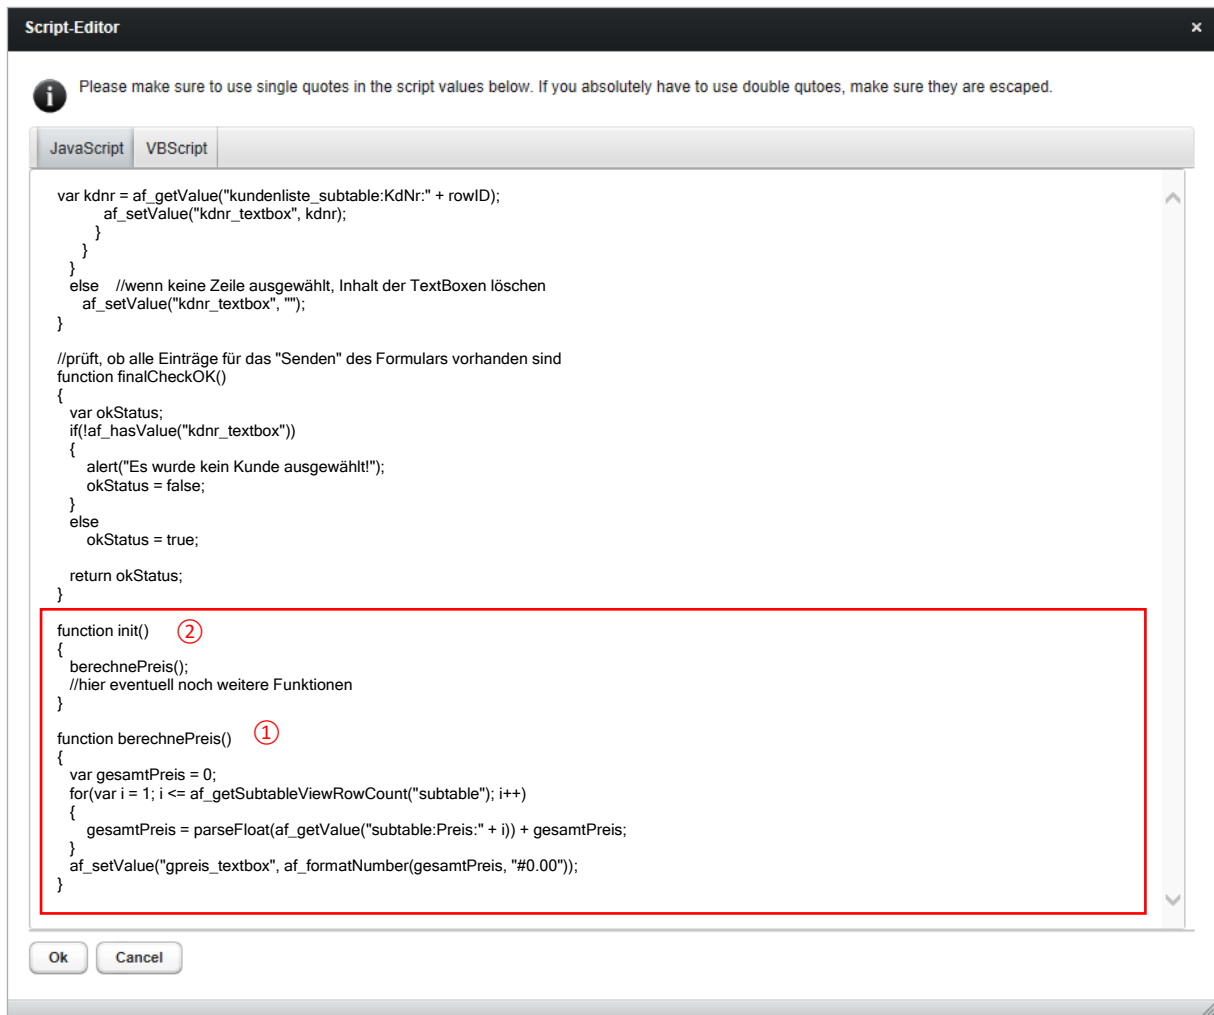 Script-Editor ×
Please make sure to use single quotes in the script values below. If you absolutely have to use double qutoes, make sure they are escaped.
JavaScript VBScript
var kdnr = af_getValue("kundenliste_subtable:KdNr:" + rowID);
af_setValue("kdnr_textbox", kdnr);
}
}
}
else //wenn keine Zeile ausgewählt, Inhalt der TextBoxen löschen
af_setValue("kdnr_textbox", "");
}
//prüft, ob alle Einträge für das "Senden" des Formulars vorhanden sind
function finalCheckOK()
{
var okStatus;
if(!af_hasValue("kdnr_textbox"))
{
alert("Es wurde kein Kunde ausgewählt!");
okStatus = false;
}
else
okStatus = true;
return okStatus;
}
function init() ②
{
berechnePreis();
//hier eventuell noch weitere Funktionen
}
function berechnePreis() ①
{
var gesamtPreis = 0;
for(var i = 1; i <= af_getSubtableViewRowCount("subtable"); i++)
{
gesamtPreis = parseFloat(af_getValue("subtable:Preis:" + i)) + gesamtPreis;
}
af_setValue("gpreis_textbox", af_formatNumber(gesamtPreis, "#0.00"));
}
Ok Cancel